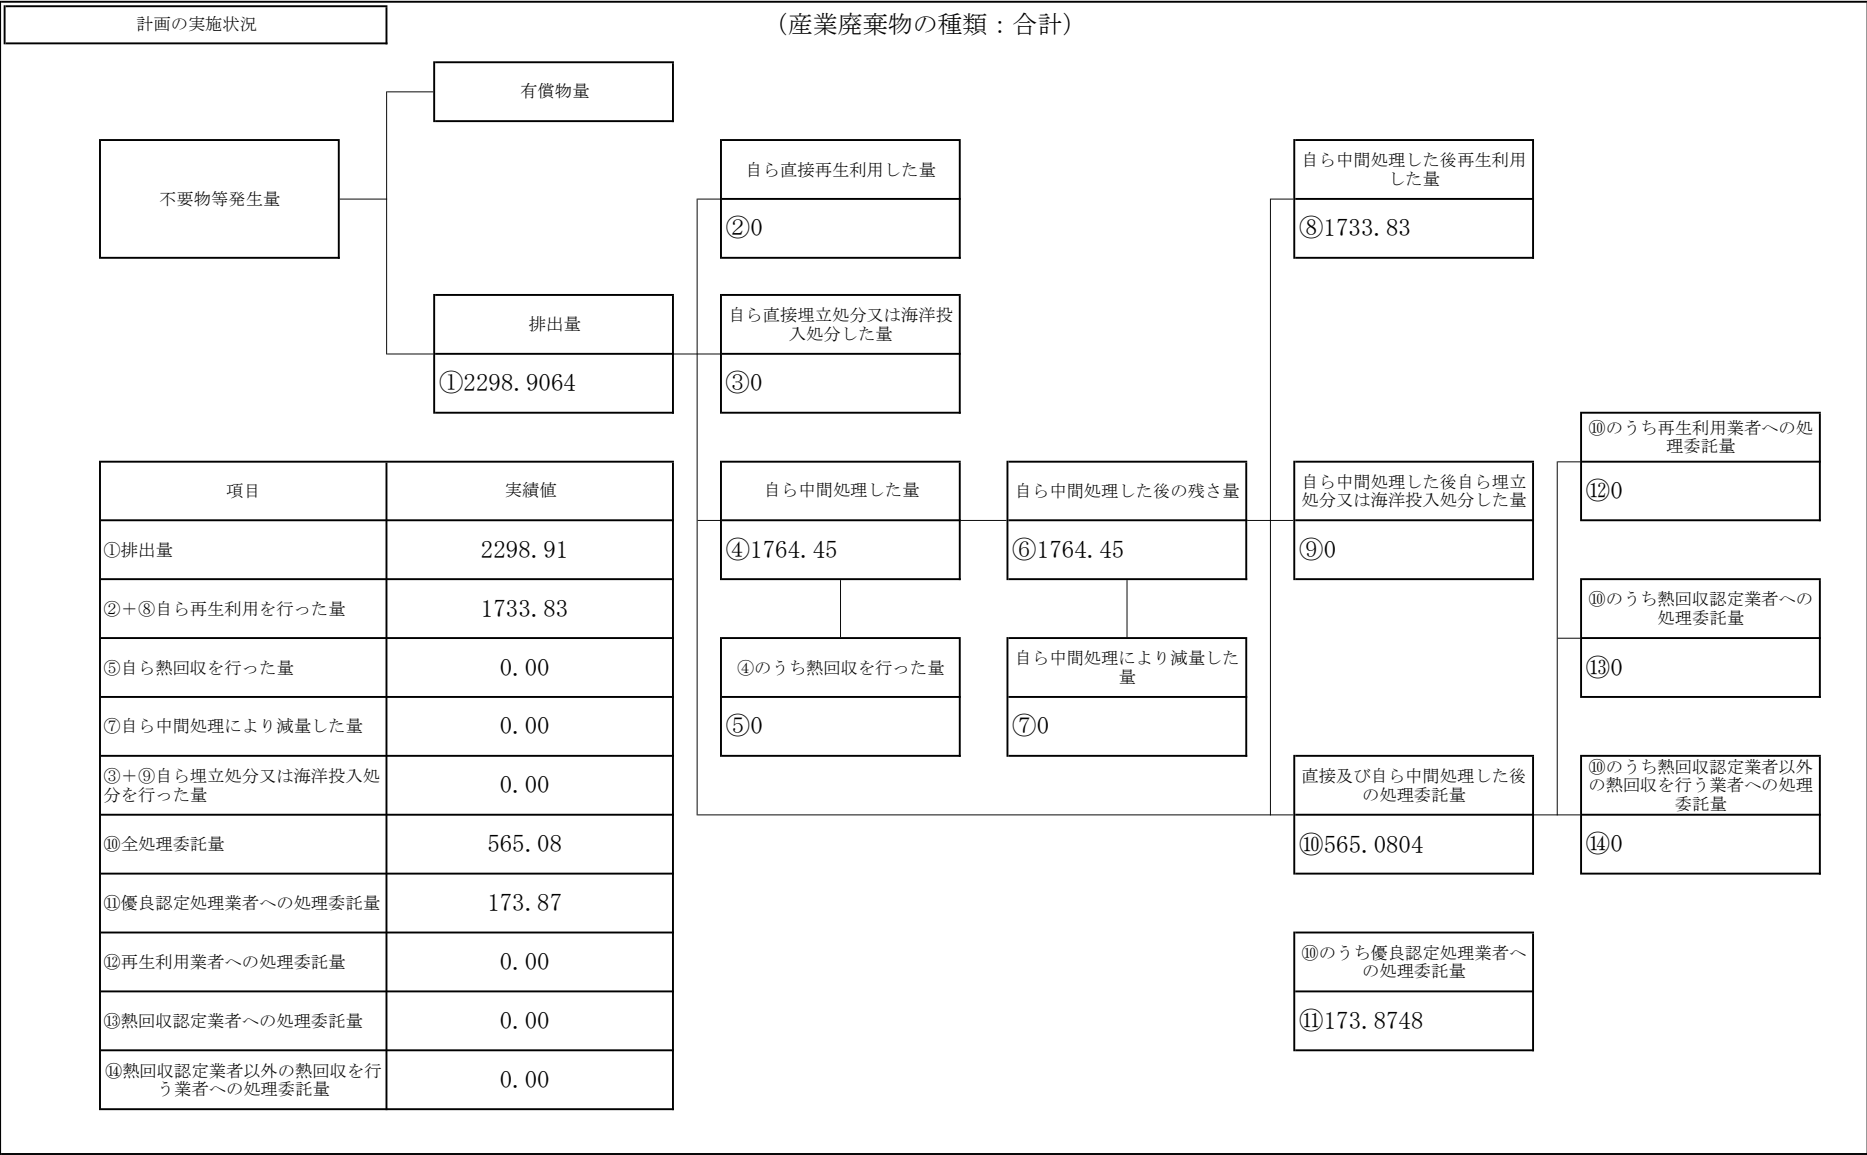 計画の実施状況
（産業廃棄物の種類：合計）
有償物量
不要物等発生量
排出量
①2298.9064
自ら直接再生利用した量
②0
自ら直接埋立処分又は海洋投
入処分した量
③0
自ら中間処理した量
④1764.45
④のうち熱回収を行った量
⑤0
自ら中間処理した後の残さ量
⑥1764.45
自ら中間処理により減量した
量
⑦0
自ら中間処理した後再生利用
した量
⑧1733.83
自ら中間処理した後自ら埋立
処分又は海洋投入処分した量
⑨0
直接及び自ら中間処理した後
の処理委託量
⑩565.0804
⑩のうち優良認定処理業者へ
の処理委託量
⑪173.8748
⑩のうち再生利用業者への処
理委託量
⑫0
⑩のうち熱回収認定業者への
処理委託量
⑬0
⑩のうち熱回収認定業者以外
の熱回収を行う業者への処理
委託量
⑭0
項目 実績値
①排出量 2298.91
②＋⑧自ら再生利用を行った量 1733.83
⑤自ら熱回収を行った量 0.00
⑦自ら中間処理により減量した量 0.00
③＋⑨自ら埋立処分又は海洋投入処
分を行った量 0.00
⑩全処理委託量 565.08
⑪優良認定処理業者への処理委託量 173.87
⑫再生利用業者への処理委託量 0.00
⑬熱回収認定業者への処理委託量 0.00
⑭熱回収認定業者以外の熱回収を行
う業者への処理委託量 0.00